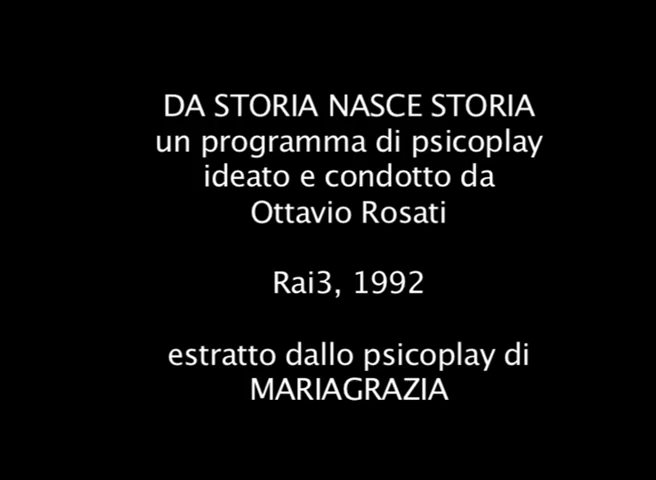 DA STORIA NASCE STORIA
un programma di psicoplay
ideato e condotto da
Ottavio Rosati
Rai3, 1992
estratto dallo psicoplay di
MARIAGRAZIA